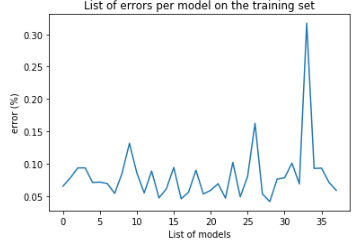 List of errors per model on the training set
0.30
0.25
0.20
0.15
0.10
0.05
error (%)
0 5 10 15 20 25 30 35
List of models